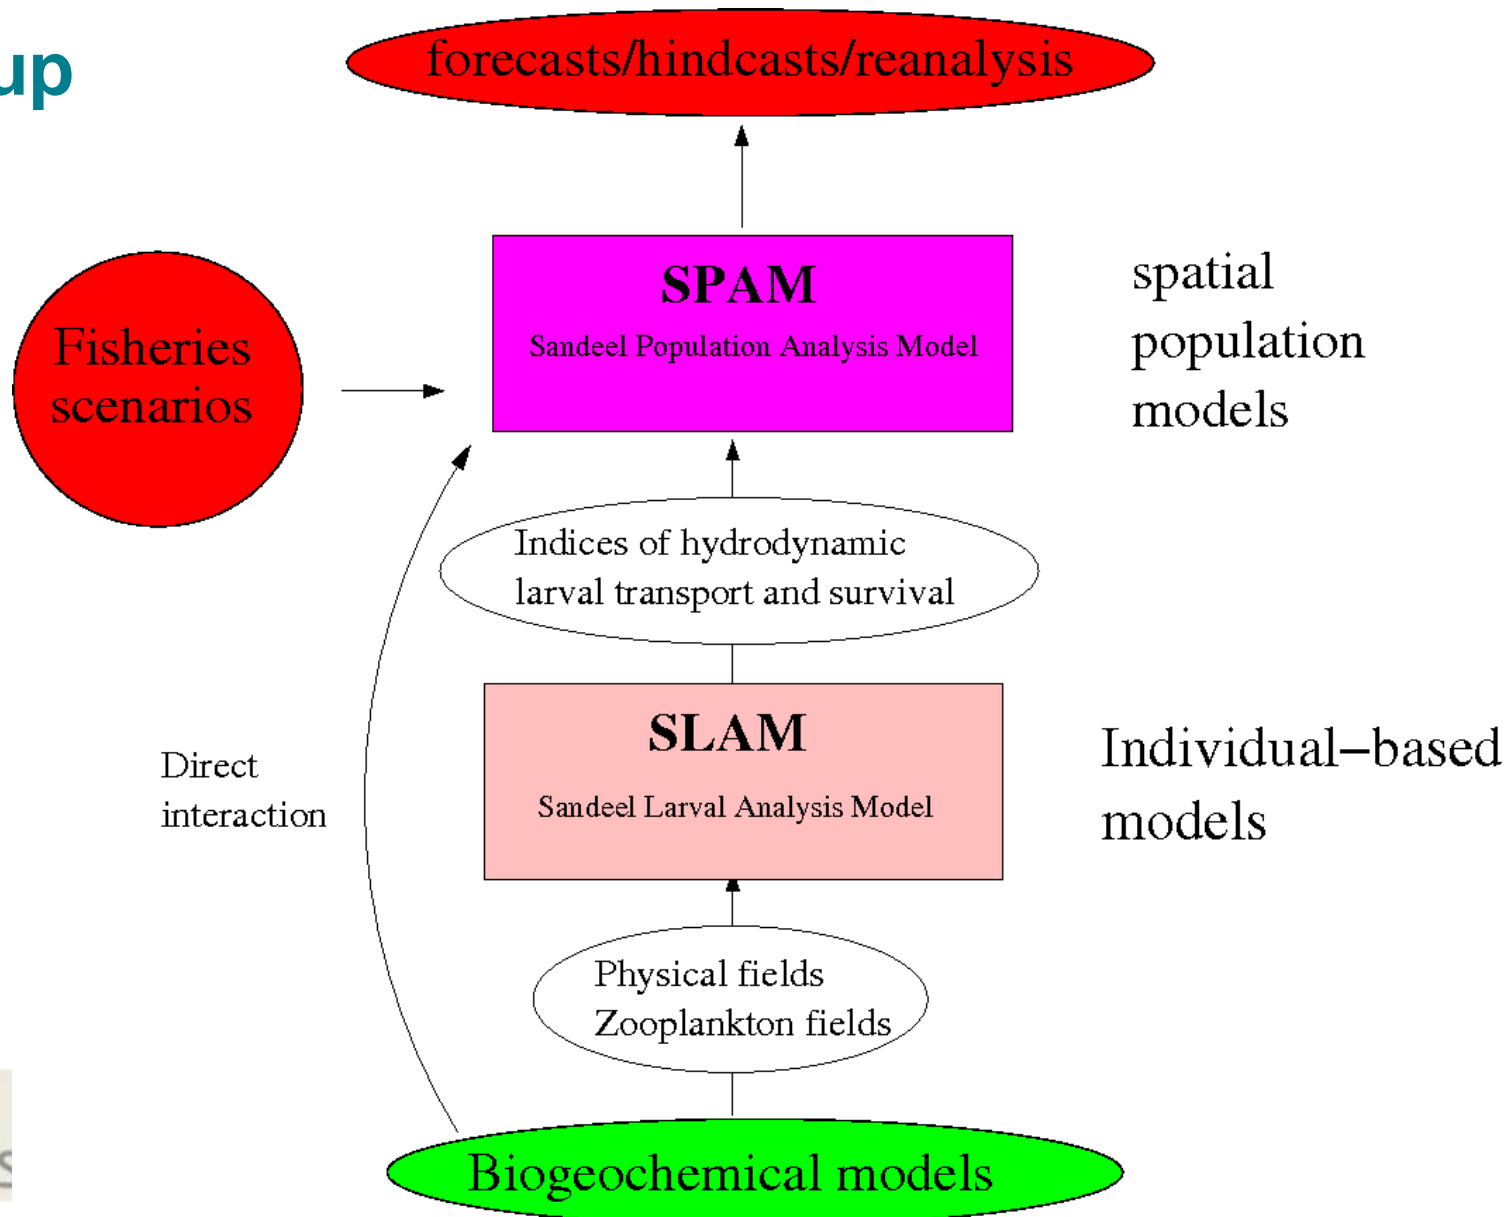 up
forecasts/hindcasts/reanalysis
SPAM
Sandeel Population Analysis Model
spatial
population
models
Fisheries
scenarios
Indices of hydrodynamic
larval transport and survival
SLAM
Sandeel Larval Analysis Model
Individual−based
models
Direct
interaction
Physical fields
Zooplankton fields
Biogeochemical models